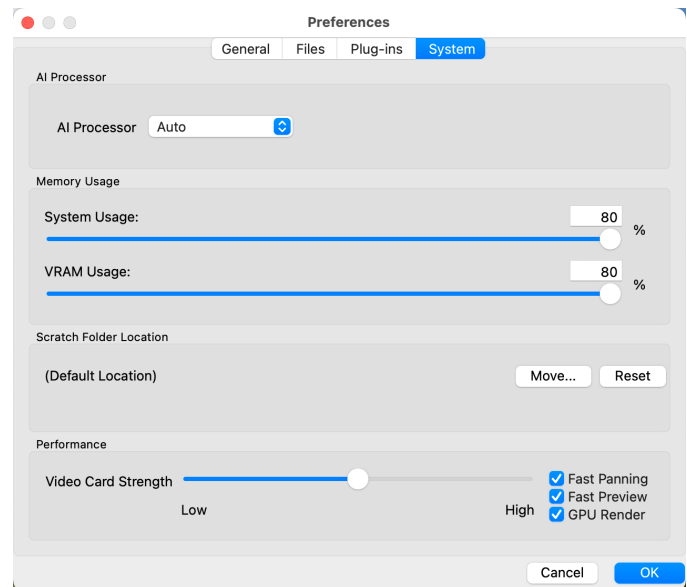 Preferences
General Files Plug-ins System
AI Processor
AI Processor Auto
Memory Usage
System Usage: 80 %
VRAM Usage: 80 %
Scratch Folder Location
(Default Location) Move... Reset
Performance
Video Card Strength Fast Panning
Fast Preview
Low High GPU Render
Cancel OK